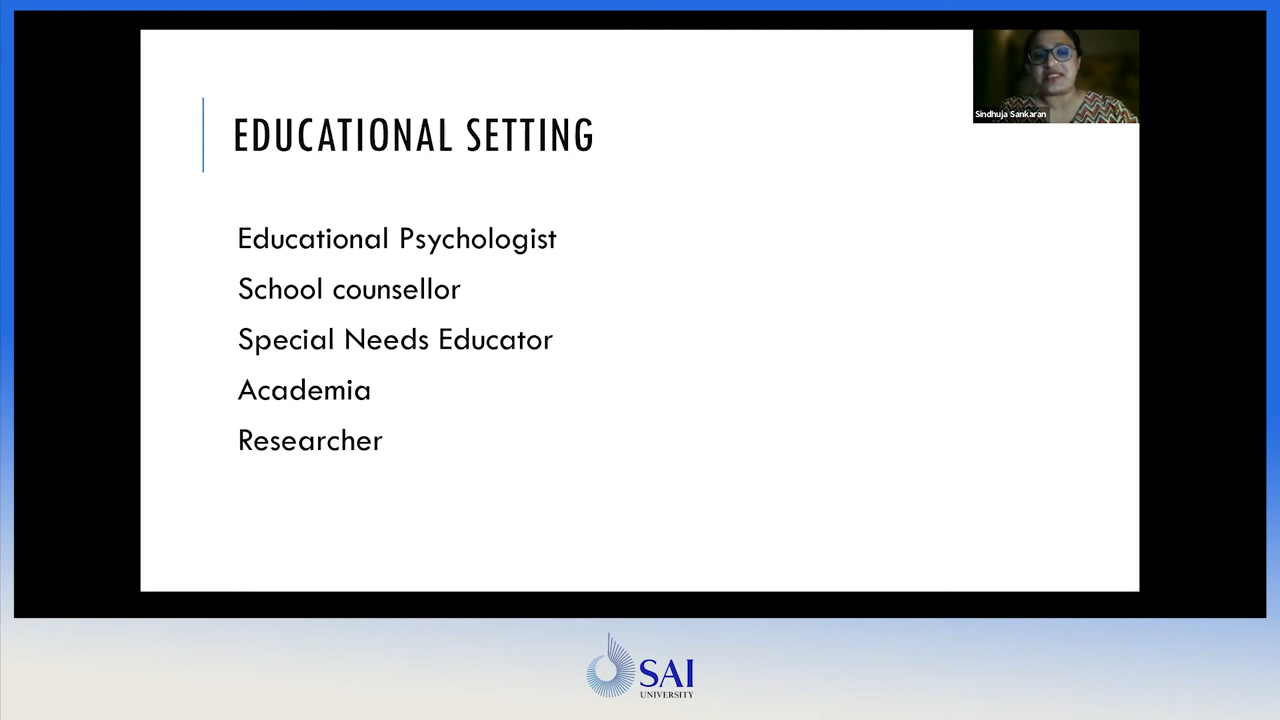 Sindhuja Sankaran
EDUCATIONAL SETTING
Educational Psychologist
School counsellor
Special Needs Educator
Academia
Researcher
SAI
UNIVERSITY